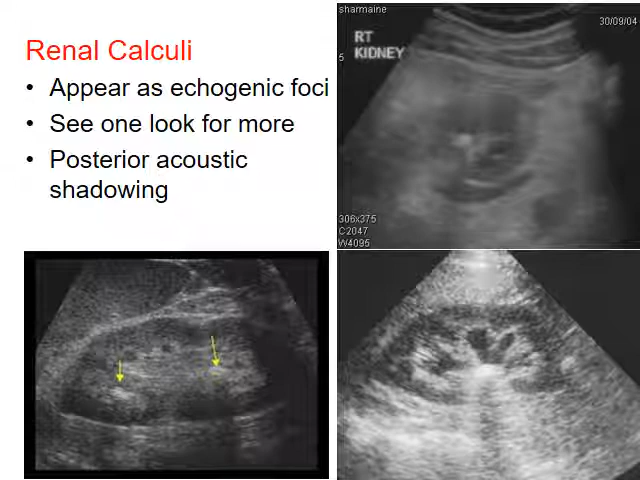 Renal Calculi
• Appear as echogenic foci
• See one look for more
• Posterior acoustic
shadowing
sharmaine
30/09/04
RT
KIDNEY
5
306x375
C2047
W4095